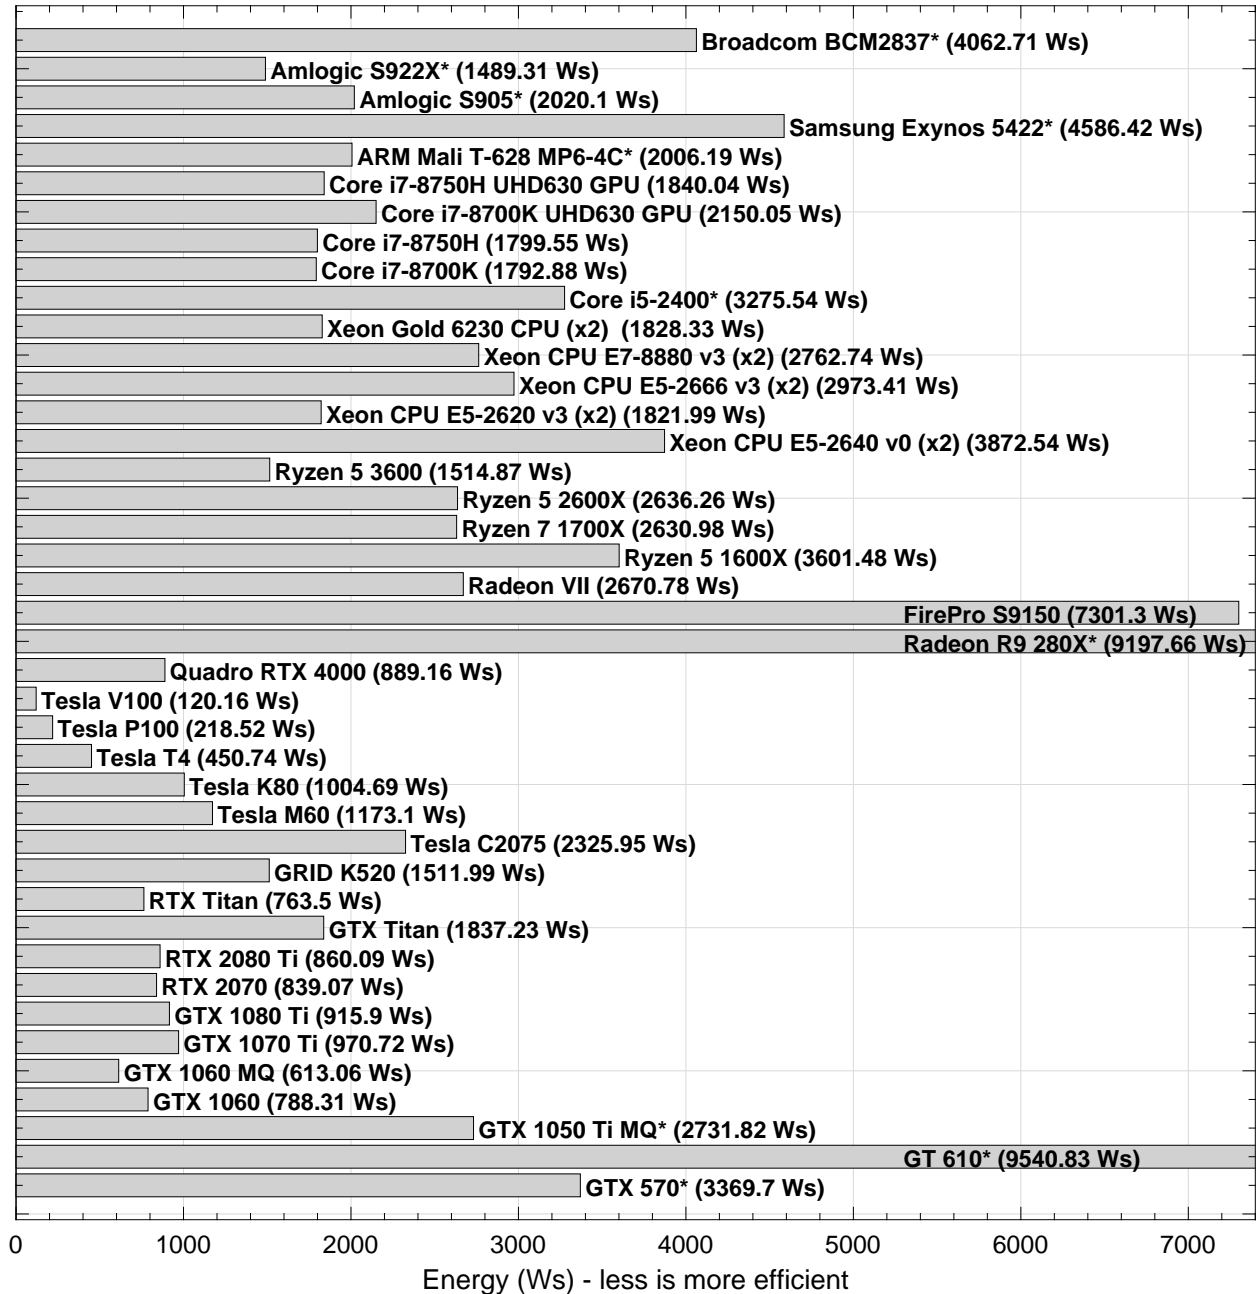 Broadcom BCM2837* (4062.71 Ws)
Amlogic S922X* (1489.31 Ws)
Amlogic S905* (2020.1 Ws)
Samsung Exynos 5422* (4586.42 Ws)
ARM Mali T-628 MP6-4C* (2006.19 Ws)
Core i7-8750H UHD630 GPU (1840.04 Ws)
Core i7-8700K UHD630 GPU (2150.05 Ws)
Core i7-8750H (1799.55 Ws)
Core i7-8700K (1792.88 Ws)
Core i5-2400* (3275.54 Ws)
Xeon Gold 6230 CPU (x2) (1828.33 Ws)
Xeon CPU E7-8880 v3 (x2) (2762.74 Ws)
Xeon CPU E5-2666 v3 (x2) (2973.41 Ws)
Xeon CPU E5-2620 v3 (x2) (1821.99 Ws)
Xeon CPU E5-2640 v0 (x2) (3872.54 Ws)
Ryzen 5 3600 (1514.87 Ws)
Ryzen 5 2600X (2636.26 Ws)
Ryzen 7 1700X (2630.98 Ws)
Ryzen 5 1600X (3601.48 Ws)
Radeon VII (2670.78 Ws)
FirePro S9150 (7301.3 Ws)
Radeon R9 280X* (9197.66 Ws)
Quadro RTX 4000 (889.16 Ws)
Tesla V100 (120.16 Ws)
Tesla P100 (218.52 Ws)
Tesla T4 (450.74 Ws)
Tesla K80 (1004.69 Ws)
Tesla M60 (1173.1 Ws)
Tesla C2075 (2325.95 Ws)
GRID K520 (1511.99 Ws)
RTX Titan (763.5 Ws)
GTX Titan (1837.23 Ws)
RTX 2080 Ti (860.09 Ws)
RTX 2070 (839.07 Ws)
GTX 1080 Ti (915.9 Ws)
GTX 1070 Ti (970.72 Ws)
GTX 1060 MQ (613.06 Ws)
GTX 1060 (788.31 Ws)
GTX 1050 Ti MQ* (2731.82 Ws)
GT 610* (9540.83 Ws)
GTX 570* (3369.7 Ws)
0 1000 2000 3000 4000 5000 6000 7000
Energy (Ws) - less is more efficient